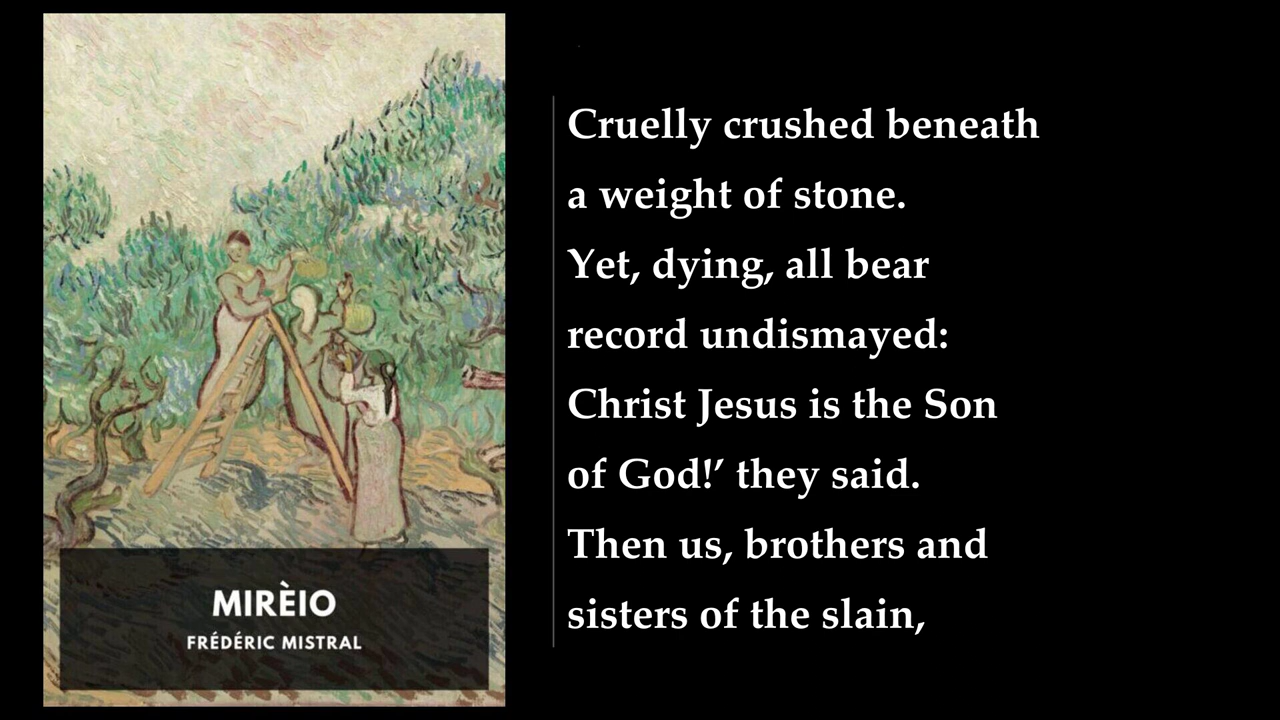 MIRÈIO
FRÉDÉRIC MISTRAL
Cruelly crushed beneath
a weight of stone.
Yet, dying, all bear
record undismayed:
Christ Jesus is the Son
of God!’ they said.
Then us, brothers and
sisters of the slain,